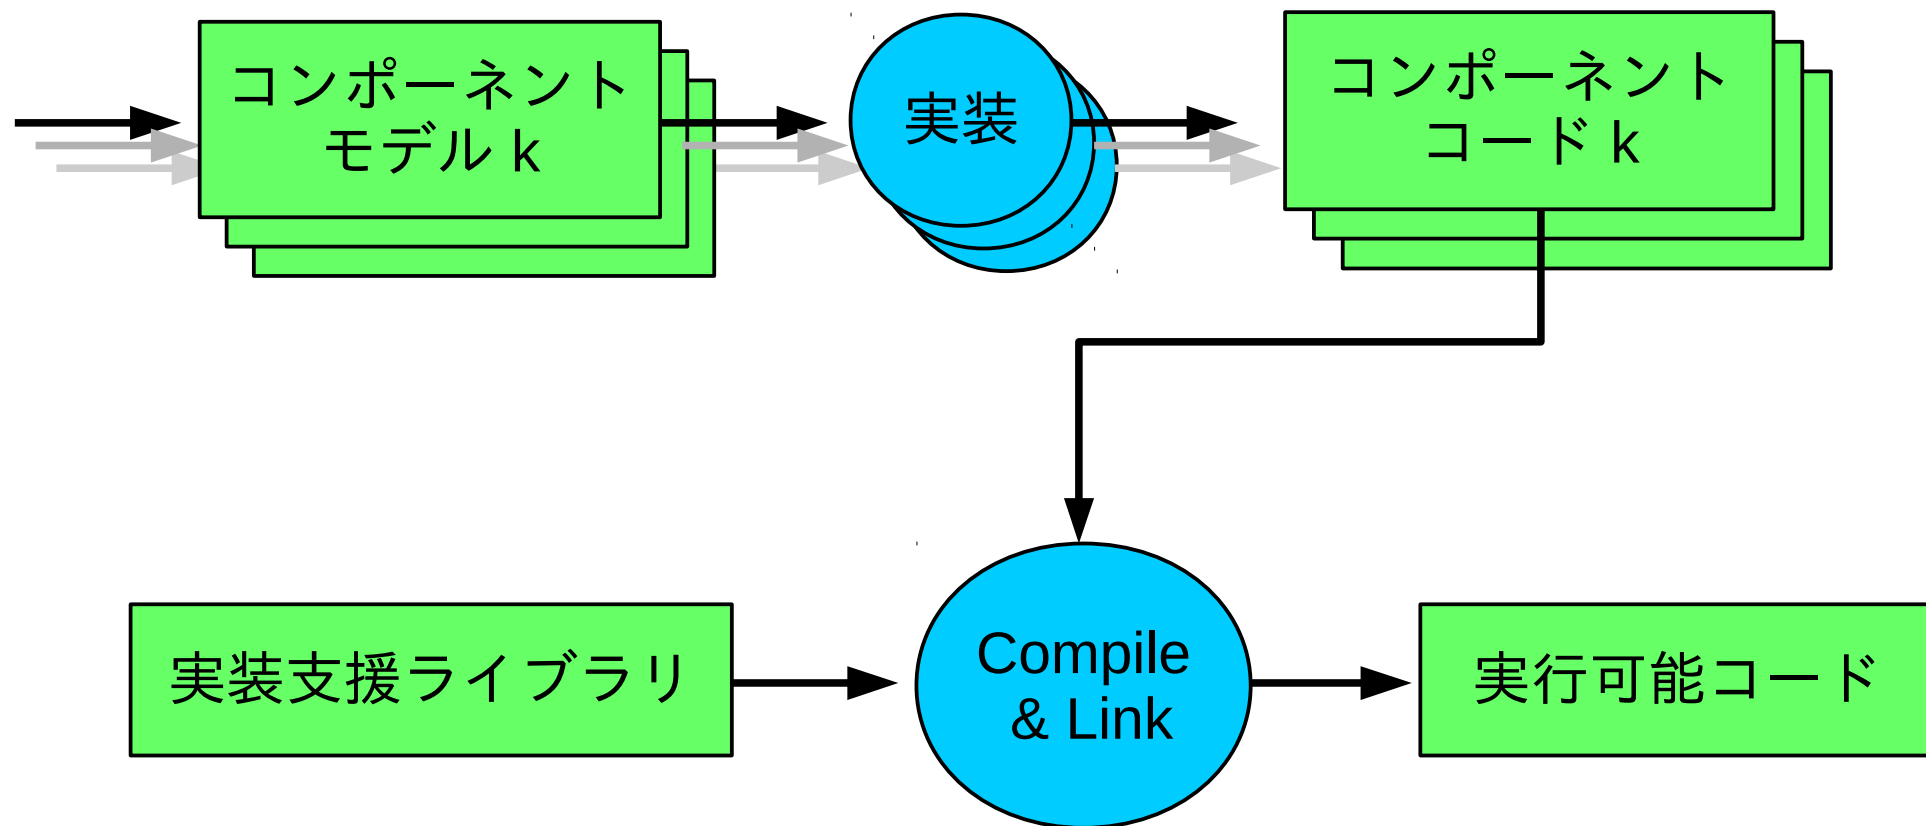 コンポーネント
モデル k
実装
コンポーネント
コード k
実装支援ライブラリ
Compile
& Link
実行可能コード